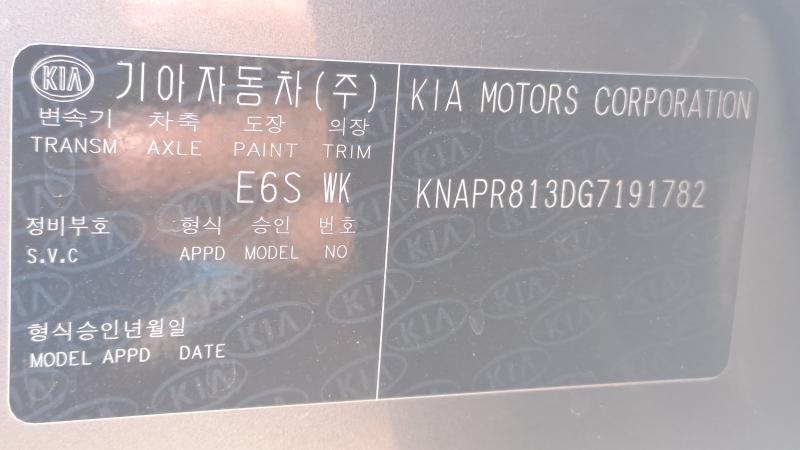 KIA 기아자동차(주)
변속기 차축 도장 의장
TRANSM AXLE PAINT TRIM
E6S WK
정비부호 형식 승인 번호
S.V.C APPD MODEL NO
형식승인년월일
MODEL APPD DATE
KIA MOTORS CORPORATION
KNAPR813DG7191782